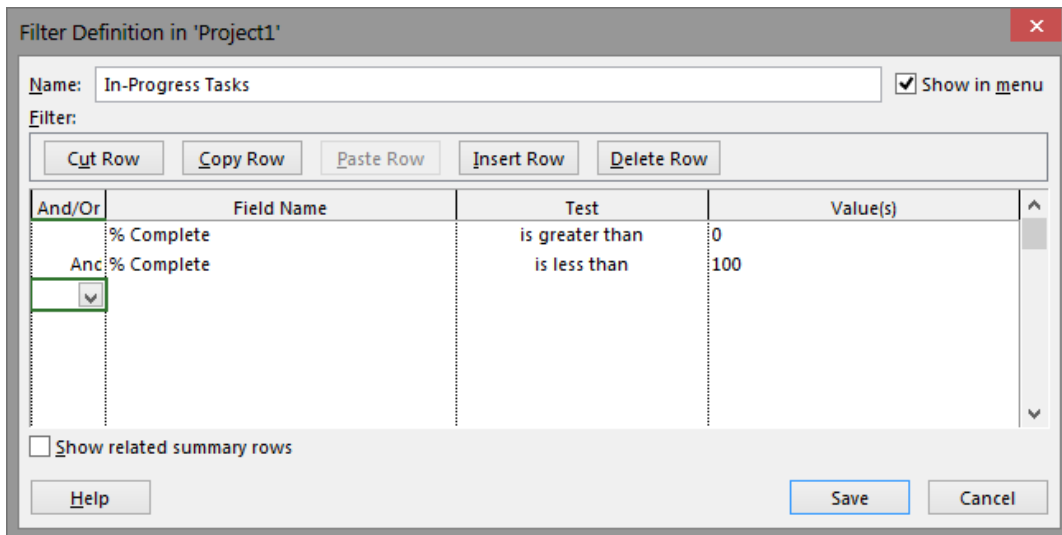 Filter Definition in 'Project1'
Name: In-Progress Tasks Show in menu
Filter:
Cut Row Copy Row Paste Row Insert Row Delete Row
And/Or Field Name Test Value(s)
% Complete is greater than 0
Anc % Complete is less than 100
Show related summary rows
Help Save Cancel